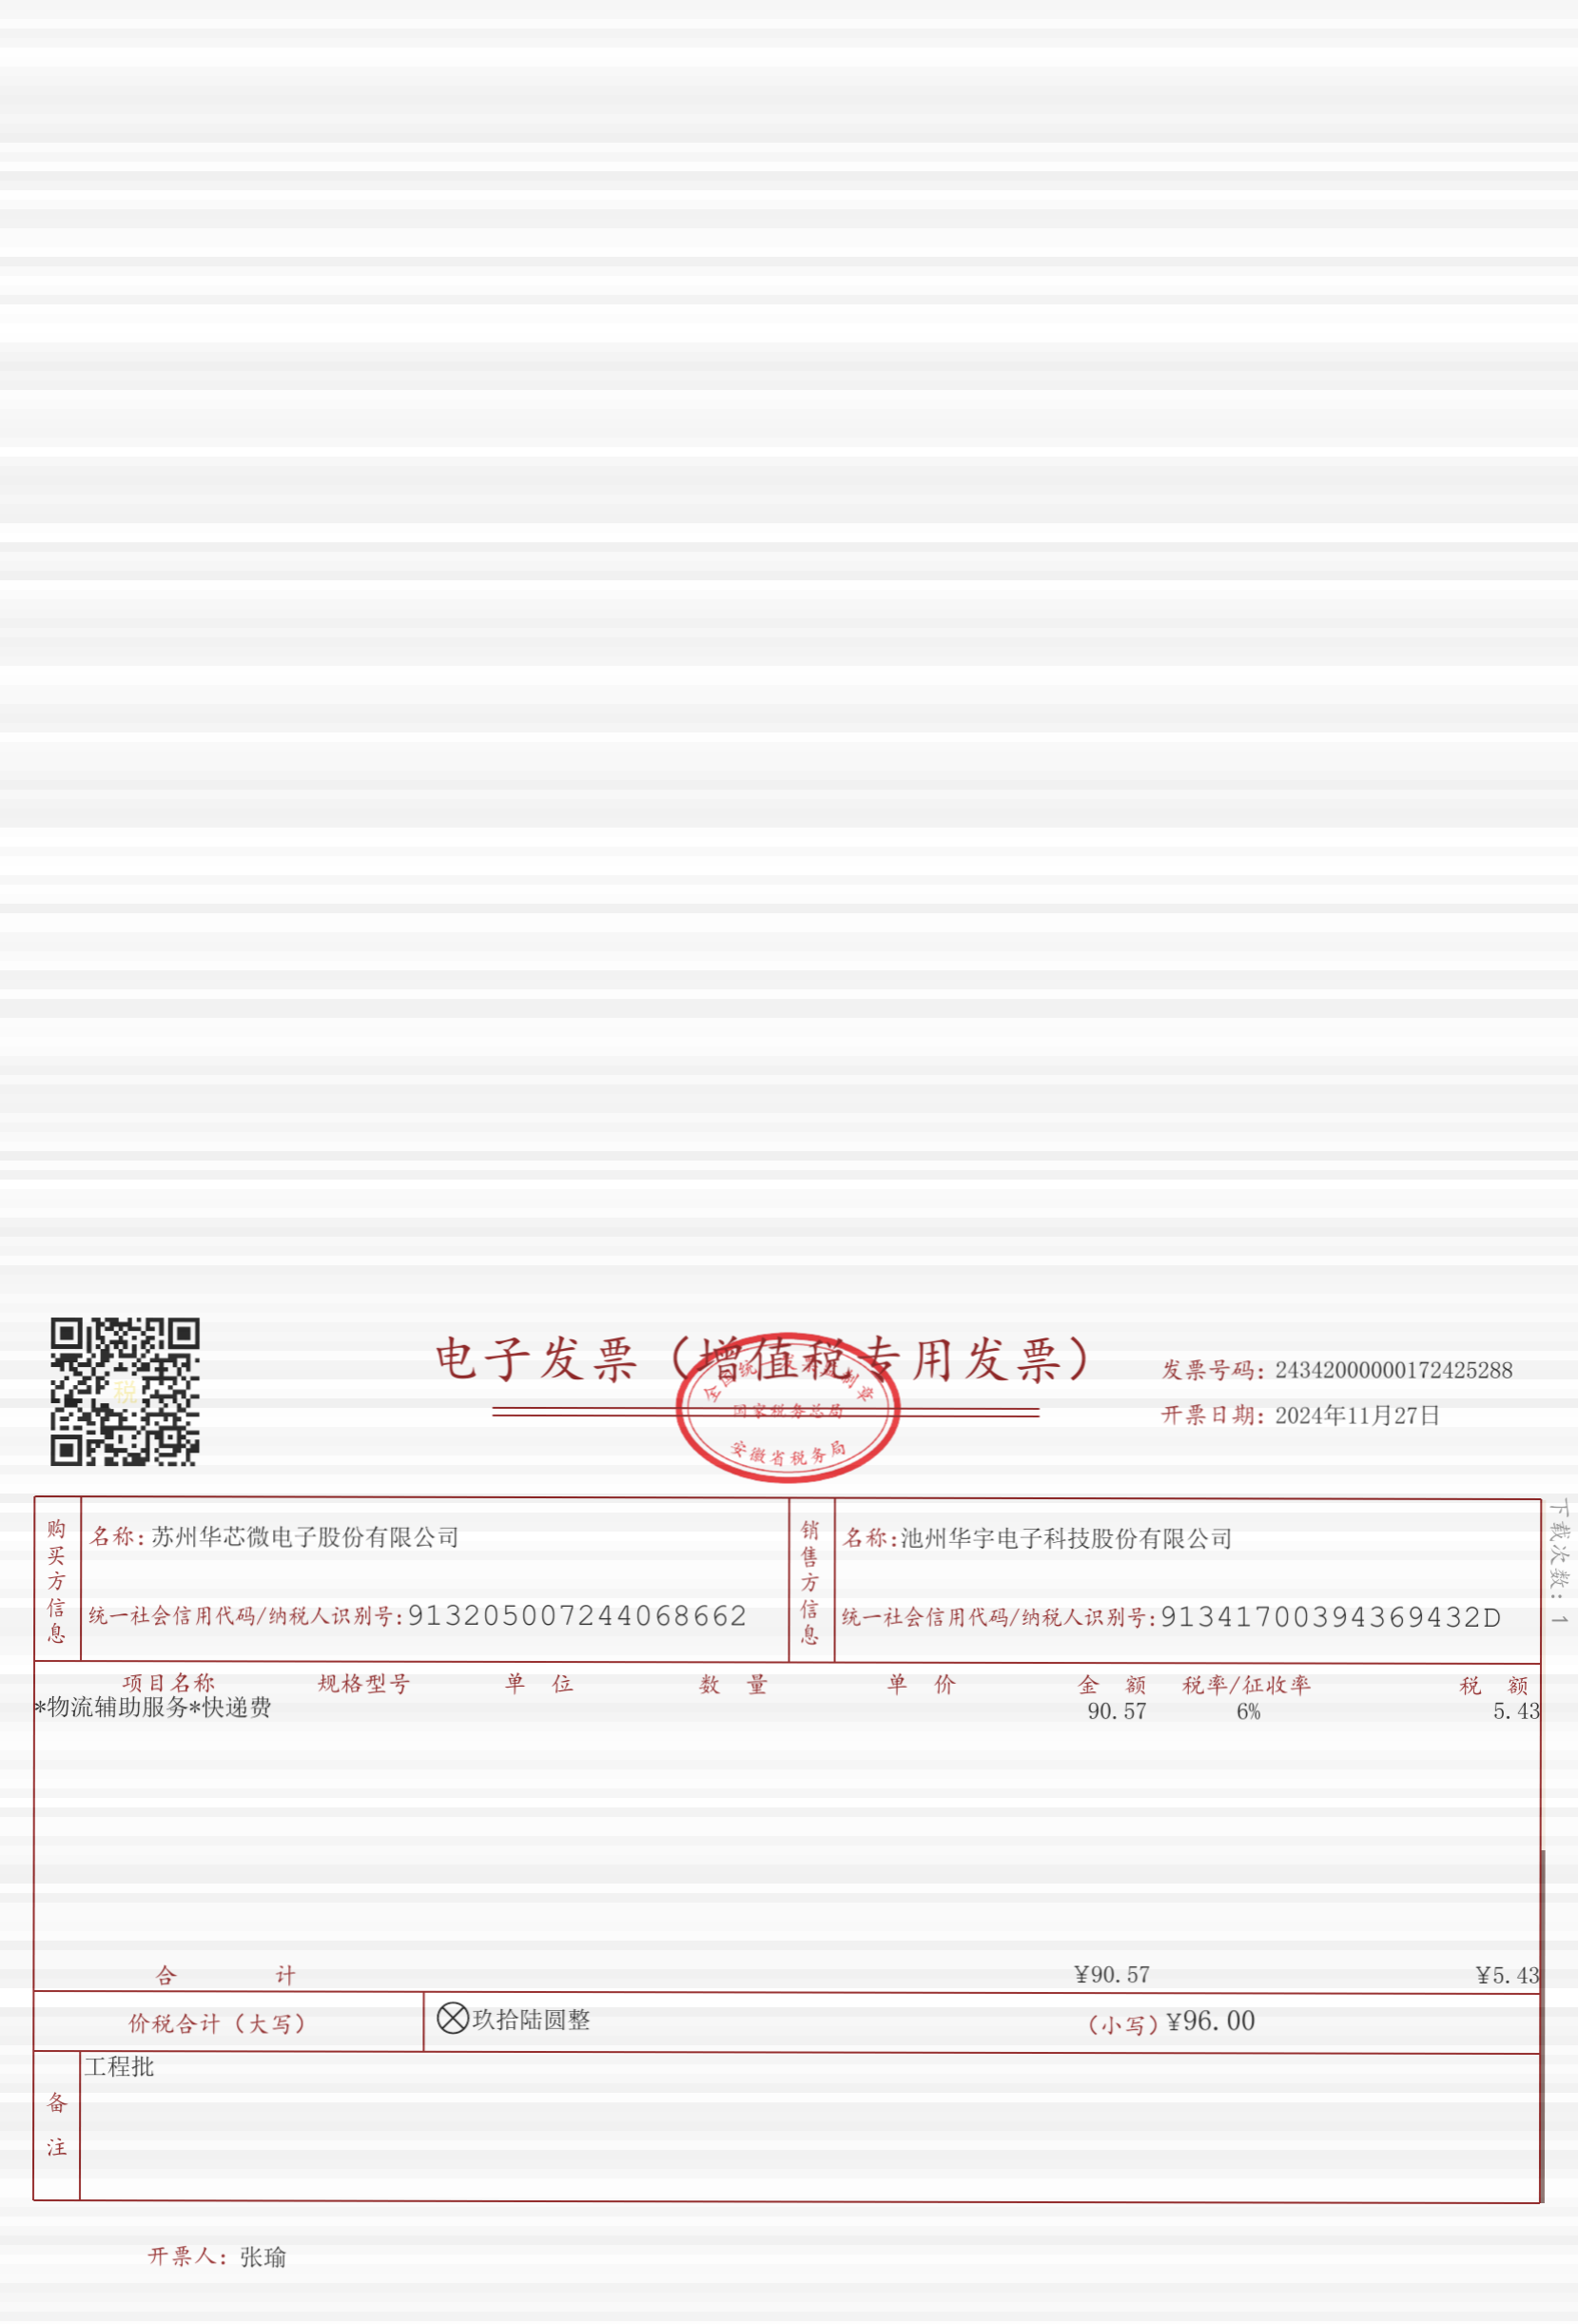 电子发票（增值税专用发票）
全国统一发票监制章
国家税务总局
安徽省税务局
税
发票号码：24342000000172425288
开票日期：2024年11月27日
购买方信息
名称：苏州华芯微电子股份有限公司
统一社会信用代码/纳税人识别号：913205007244068662
销售方信息
名称：池州华宇电子科技股份有限公司
统一社会信用代码/纳税人识别号：91341700394369432D
下载次数：1
项目名称 规格型号 单 位 数 量 单 价 金 额 税率/征收率 税 额
*物流辅助服务*快递费 90.57 6% 5.43
合 计 ¥90.57 ¥5.43
价税合计（大写） ⊗玖拾陆圆整 （小写）¥96.00
备注
工程批
开票人：张瑜